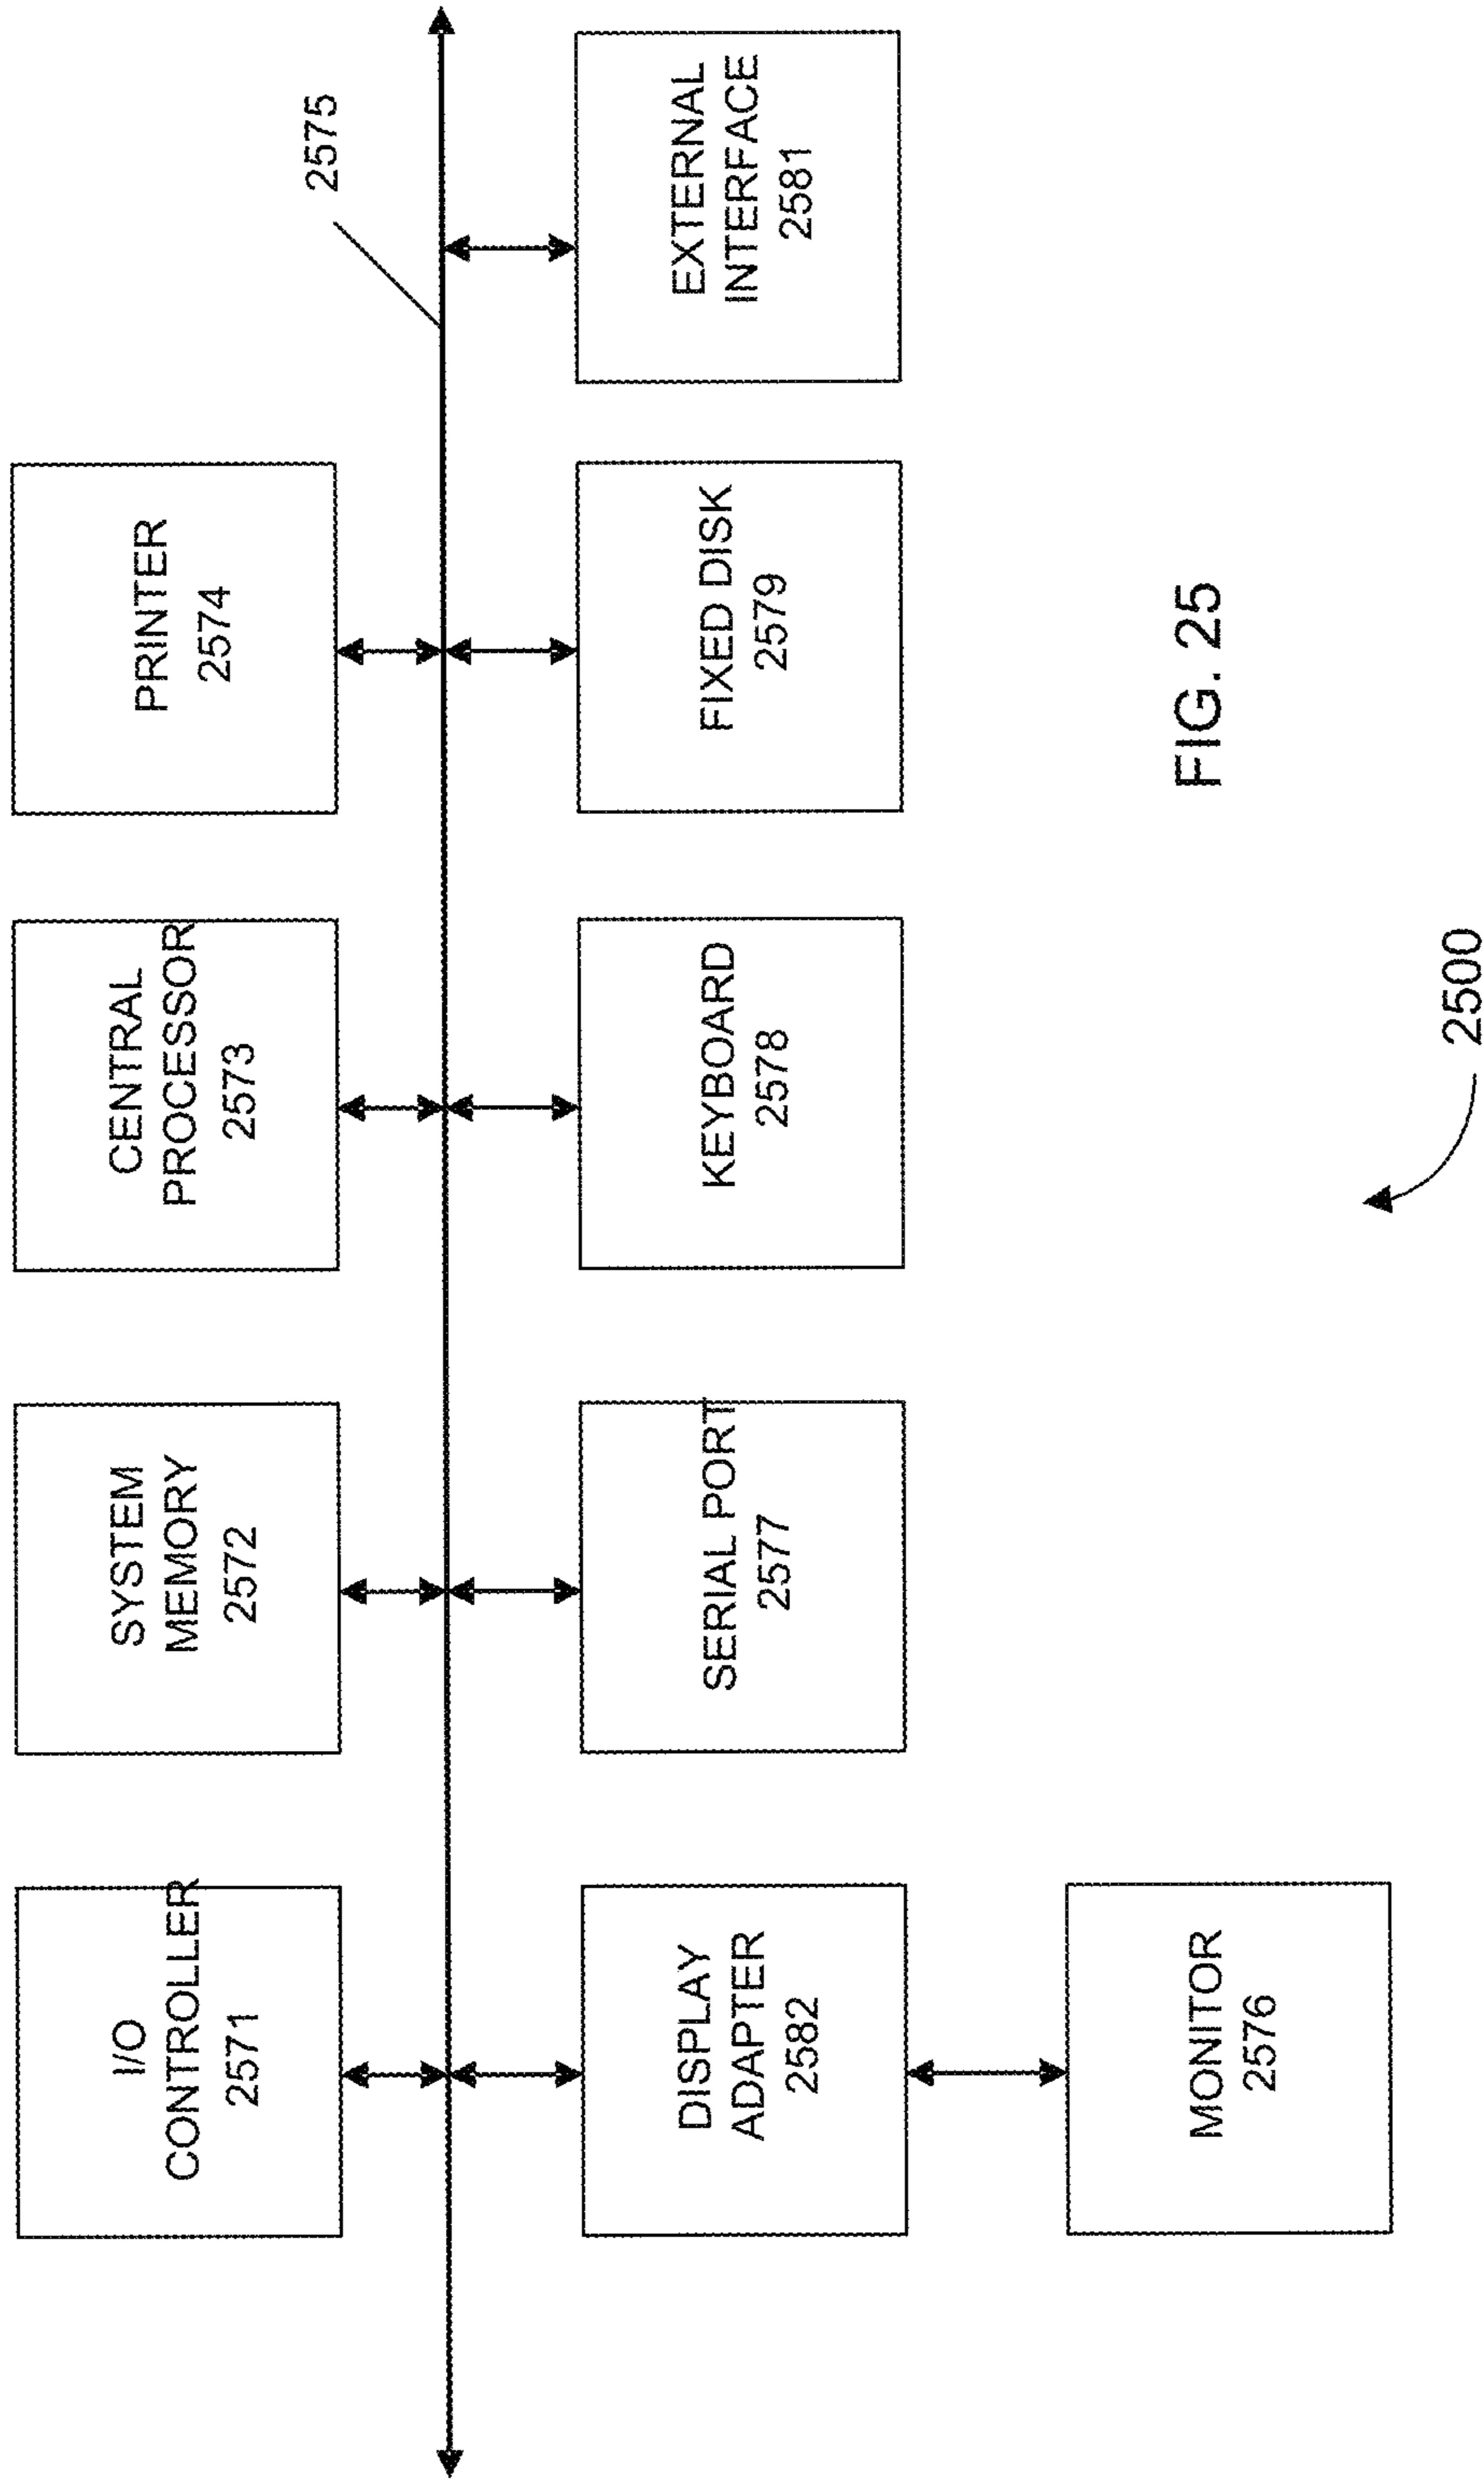 I/O
CONTROLLER
2571
SYSTEM
MEMORY
2572
CENTRAL
PROCESSOR
2573
PRINTER
2574
2575
DISPLAY
ADAPTER
2582
SERIAL PORT
2577
KEYBOARD
2578
FIXED DISK
2579
EXTERNAL
INTERFACE
2581
MONITOR
2576
2500
FIG. 25